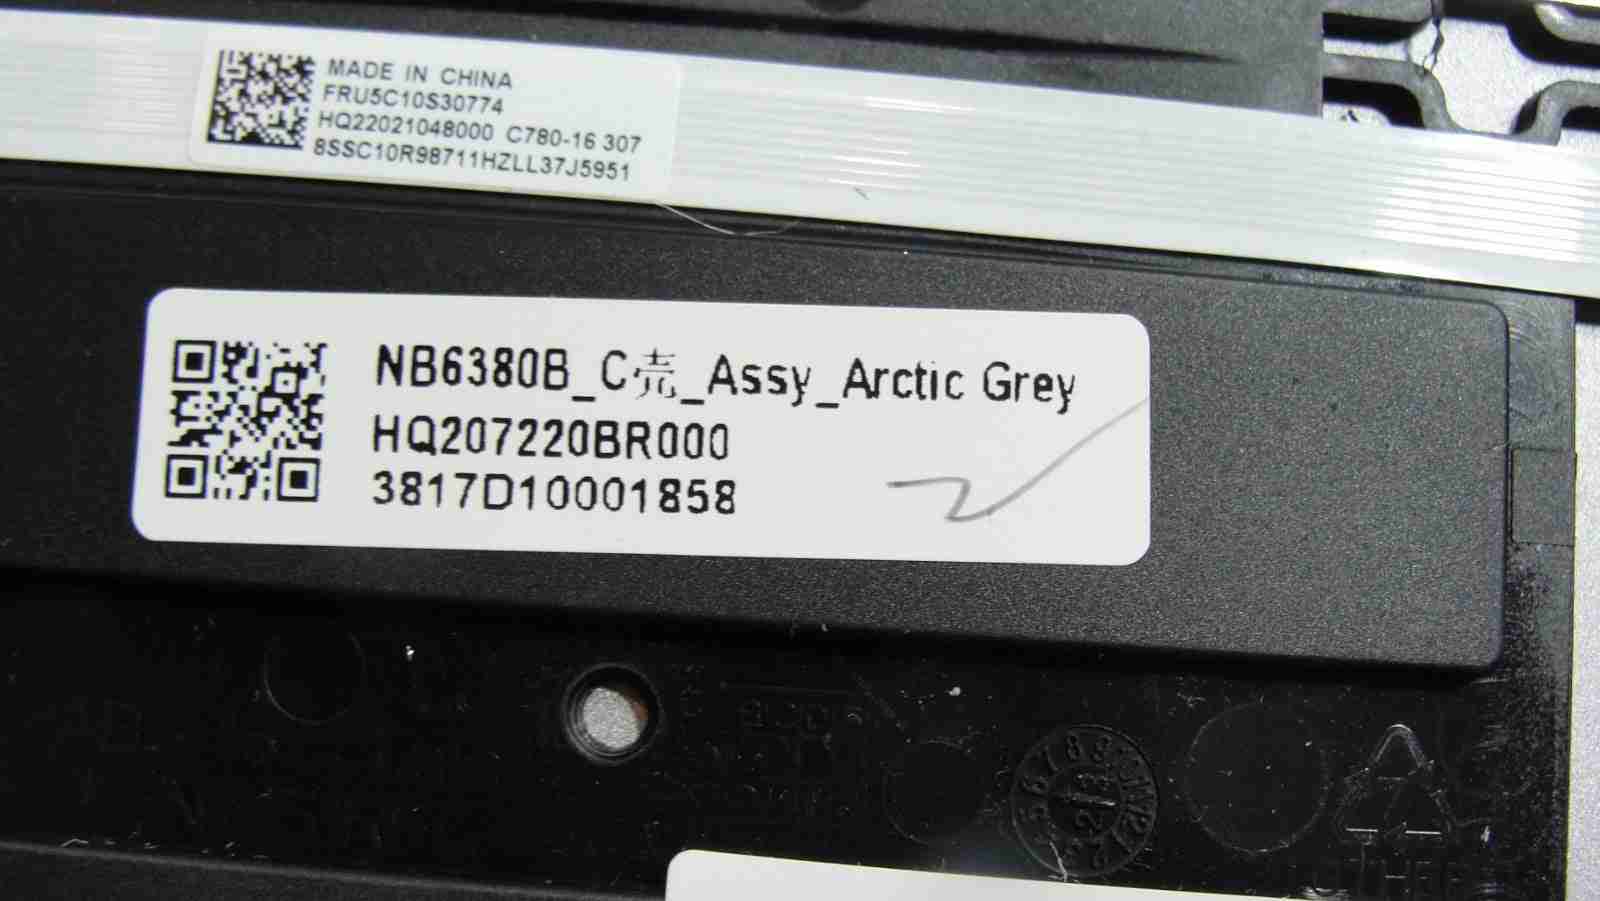 MADE IN CHINA
FRU5C10S30774
HQ22021048000 C780-16 307
8SSC10R98711HZLL37J5951
NB6380B_C壳_Assy_Arctic Grey
HQ207220BR000
3817D10001858